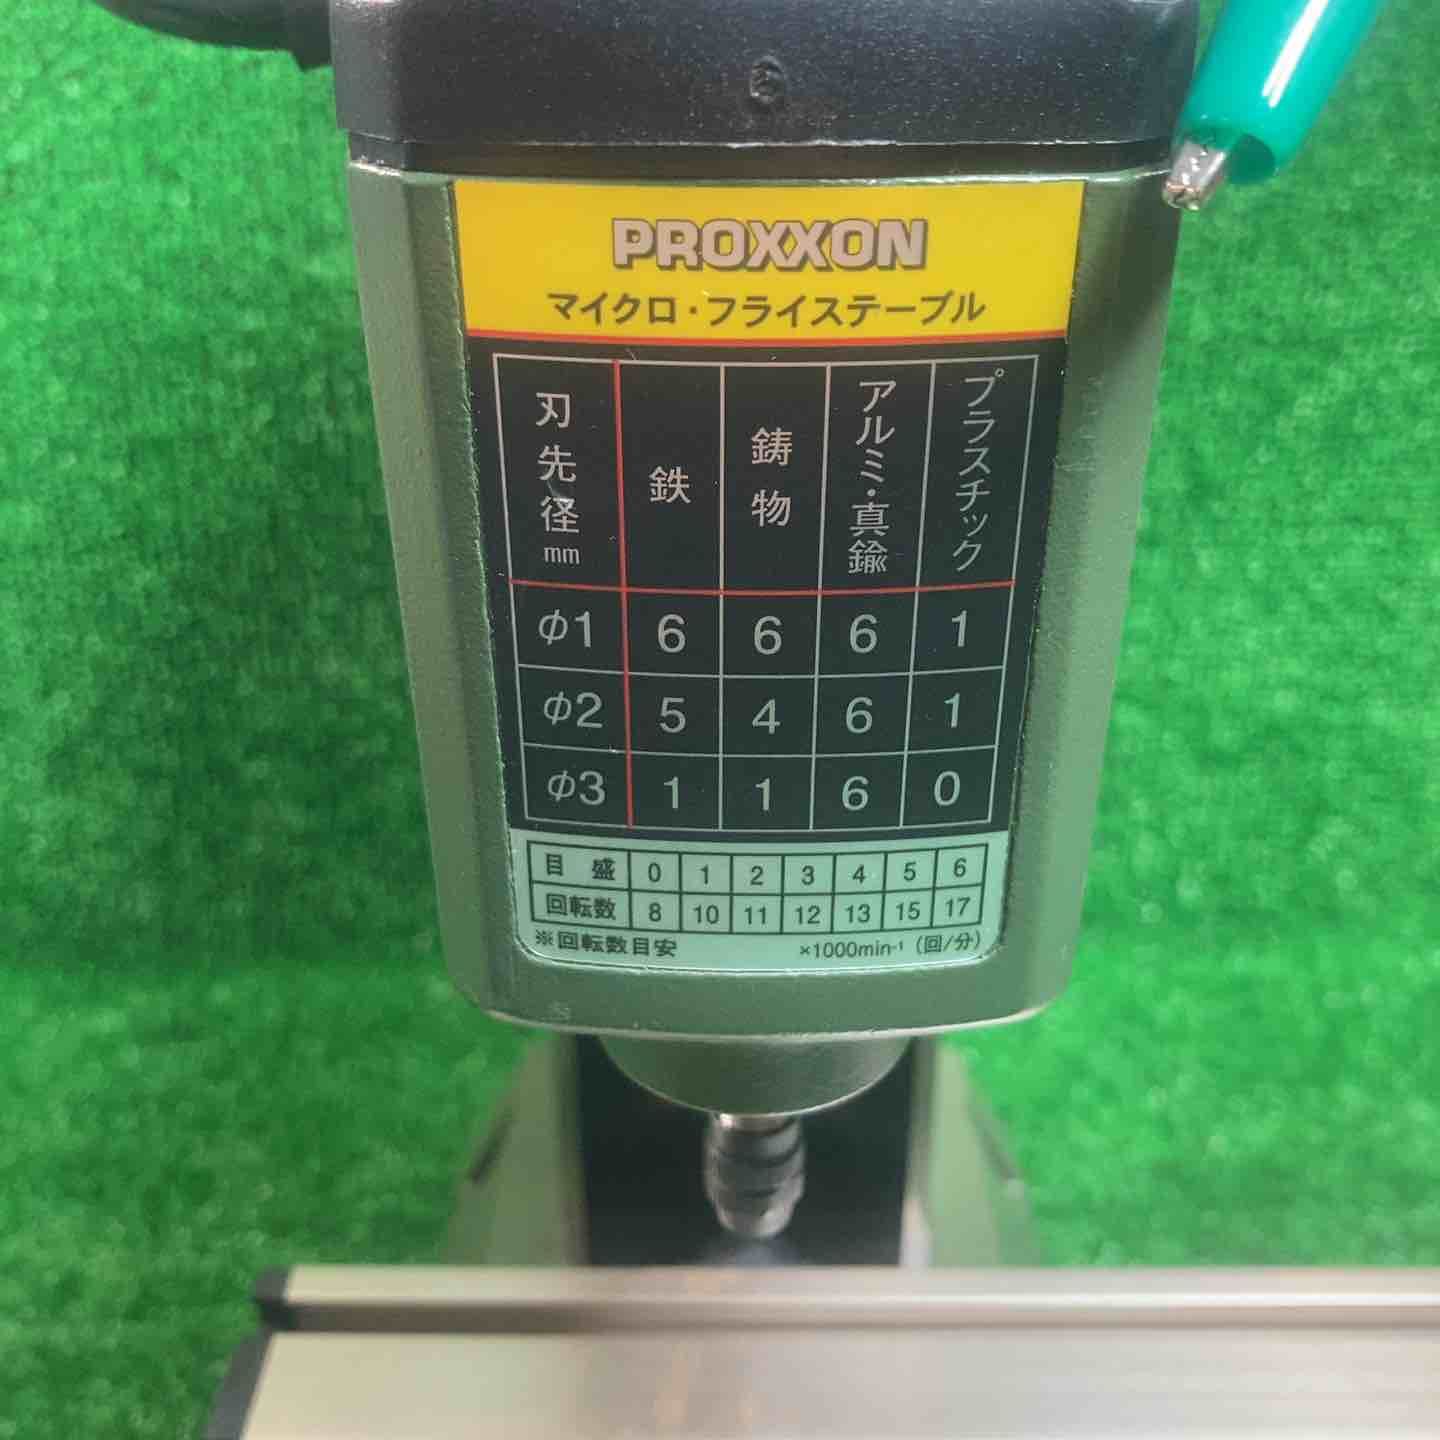 PROXXON
マイクロ・フライステーブル
刃先径mm 鉄 鋳物 アルミ・真鍮 プラスチック
φ1 6 6 6 1
φ2 5 4 6 1
φ3 1 1 6 0
目盛 0 1 2 3 4 5 6
回転数 8 10 11 12 13 15 17
※回転数目安 ×1000min⁻¹（回/分）